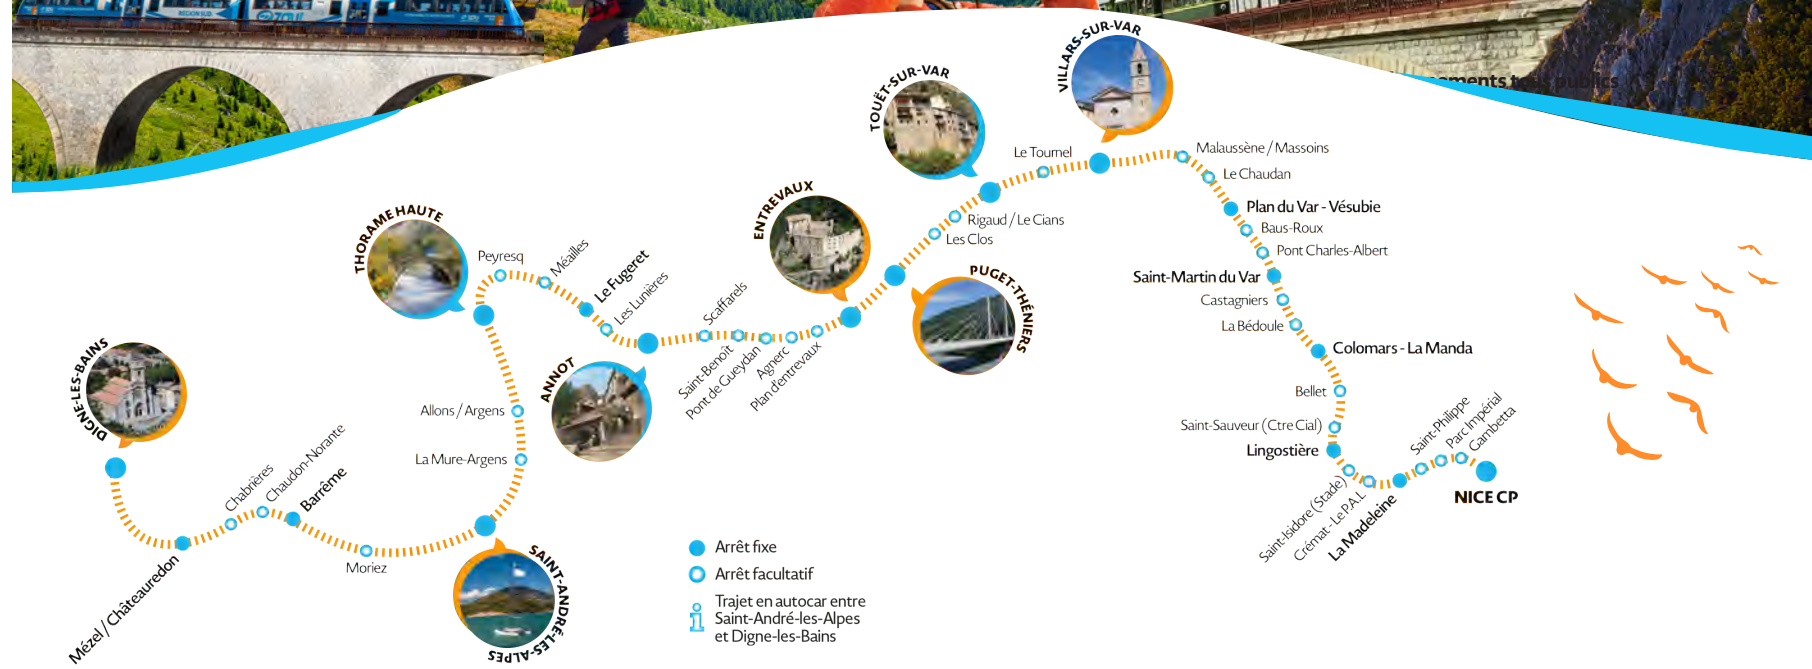 RÉGION SUD
zou!
VILLARS-SUR-VAR
TOUËT-SUR-VAR
Le Tournel
Malaussène / Massoins
Le Chaudan
ENTREVAUX
Plan du Var - Vésubie
THORAME HAUTE
Rigaud / Le Cians
Baus-Roux
Les Clos
Pont Charles-Albert
Peyresq
Méailles
Le Fugeret
Les Lunières
PUGET-THÉNIERS
Saint-Martin du Var
Scaffarels
Castagniers
La Bédoule
DIGNE-LES-BAINS
ANNOT
Saint-Benoît
Pont de Gueydan
Agnerc
Plan d'entrevaux
Colomars - La Manda
Bellet
Allons / Argens
Saint-Sauveur (Ctre Cial)
La Mure-Argens
Lingostière
Saint-Philippe
Parc Impérial
Gambetta
Chabrières
Chaudon-Norante
Barrême
NICE CP
Saint-Isidore (Stade)
Crémat - Le P.A.L
La Madeleine
Moriez
Mézel / Châteauredon
SAINT-ANDRÉ-LES-ALPES
Arrêt fixe
Arrêt facultatif
Trajet en autocar entre
Saint-André-les-Alpes
et Digne-les-Bains